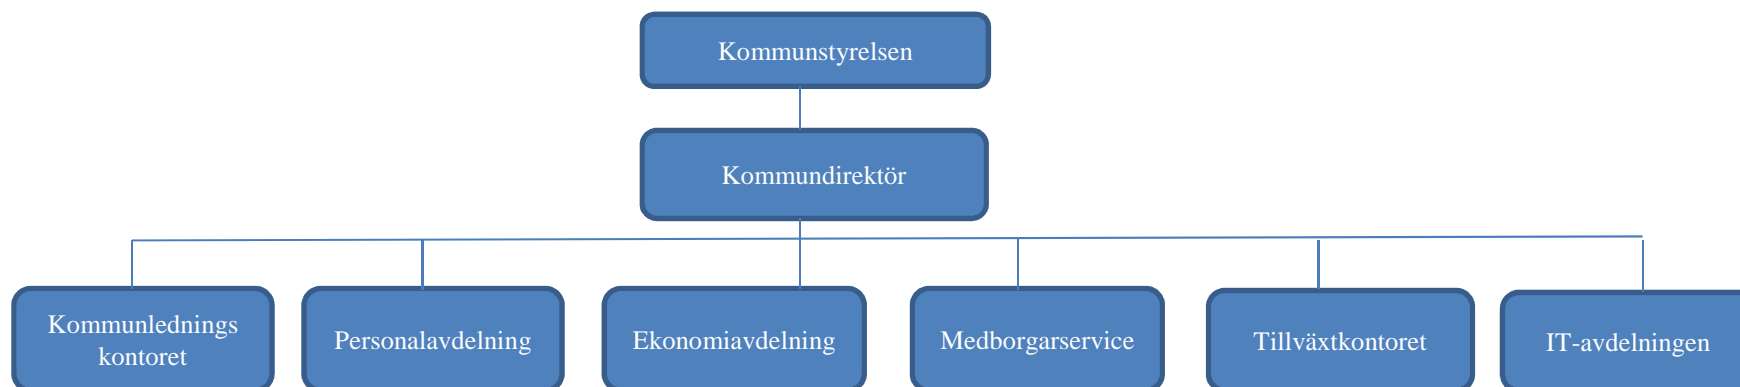 Kommunstyrelsen
Kommundirektör
Kommunlednings
kontoret
Personalavdelning
Ekonomiavdelning
Medborgarservice
Tillväxtkontoret
IT-avdelningen